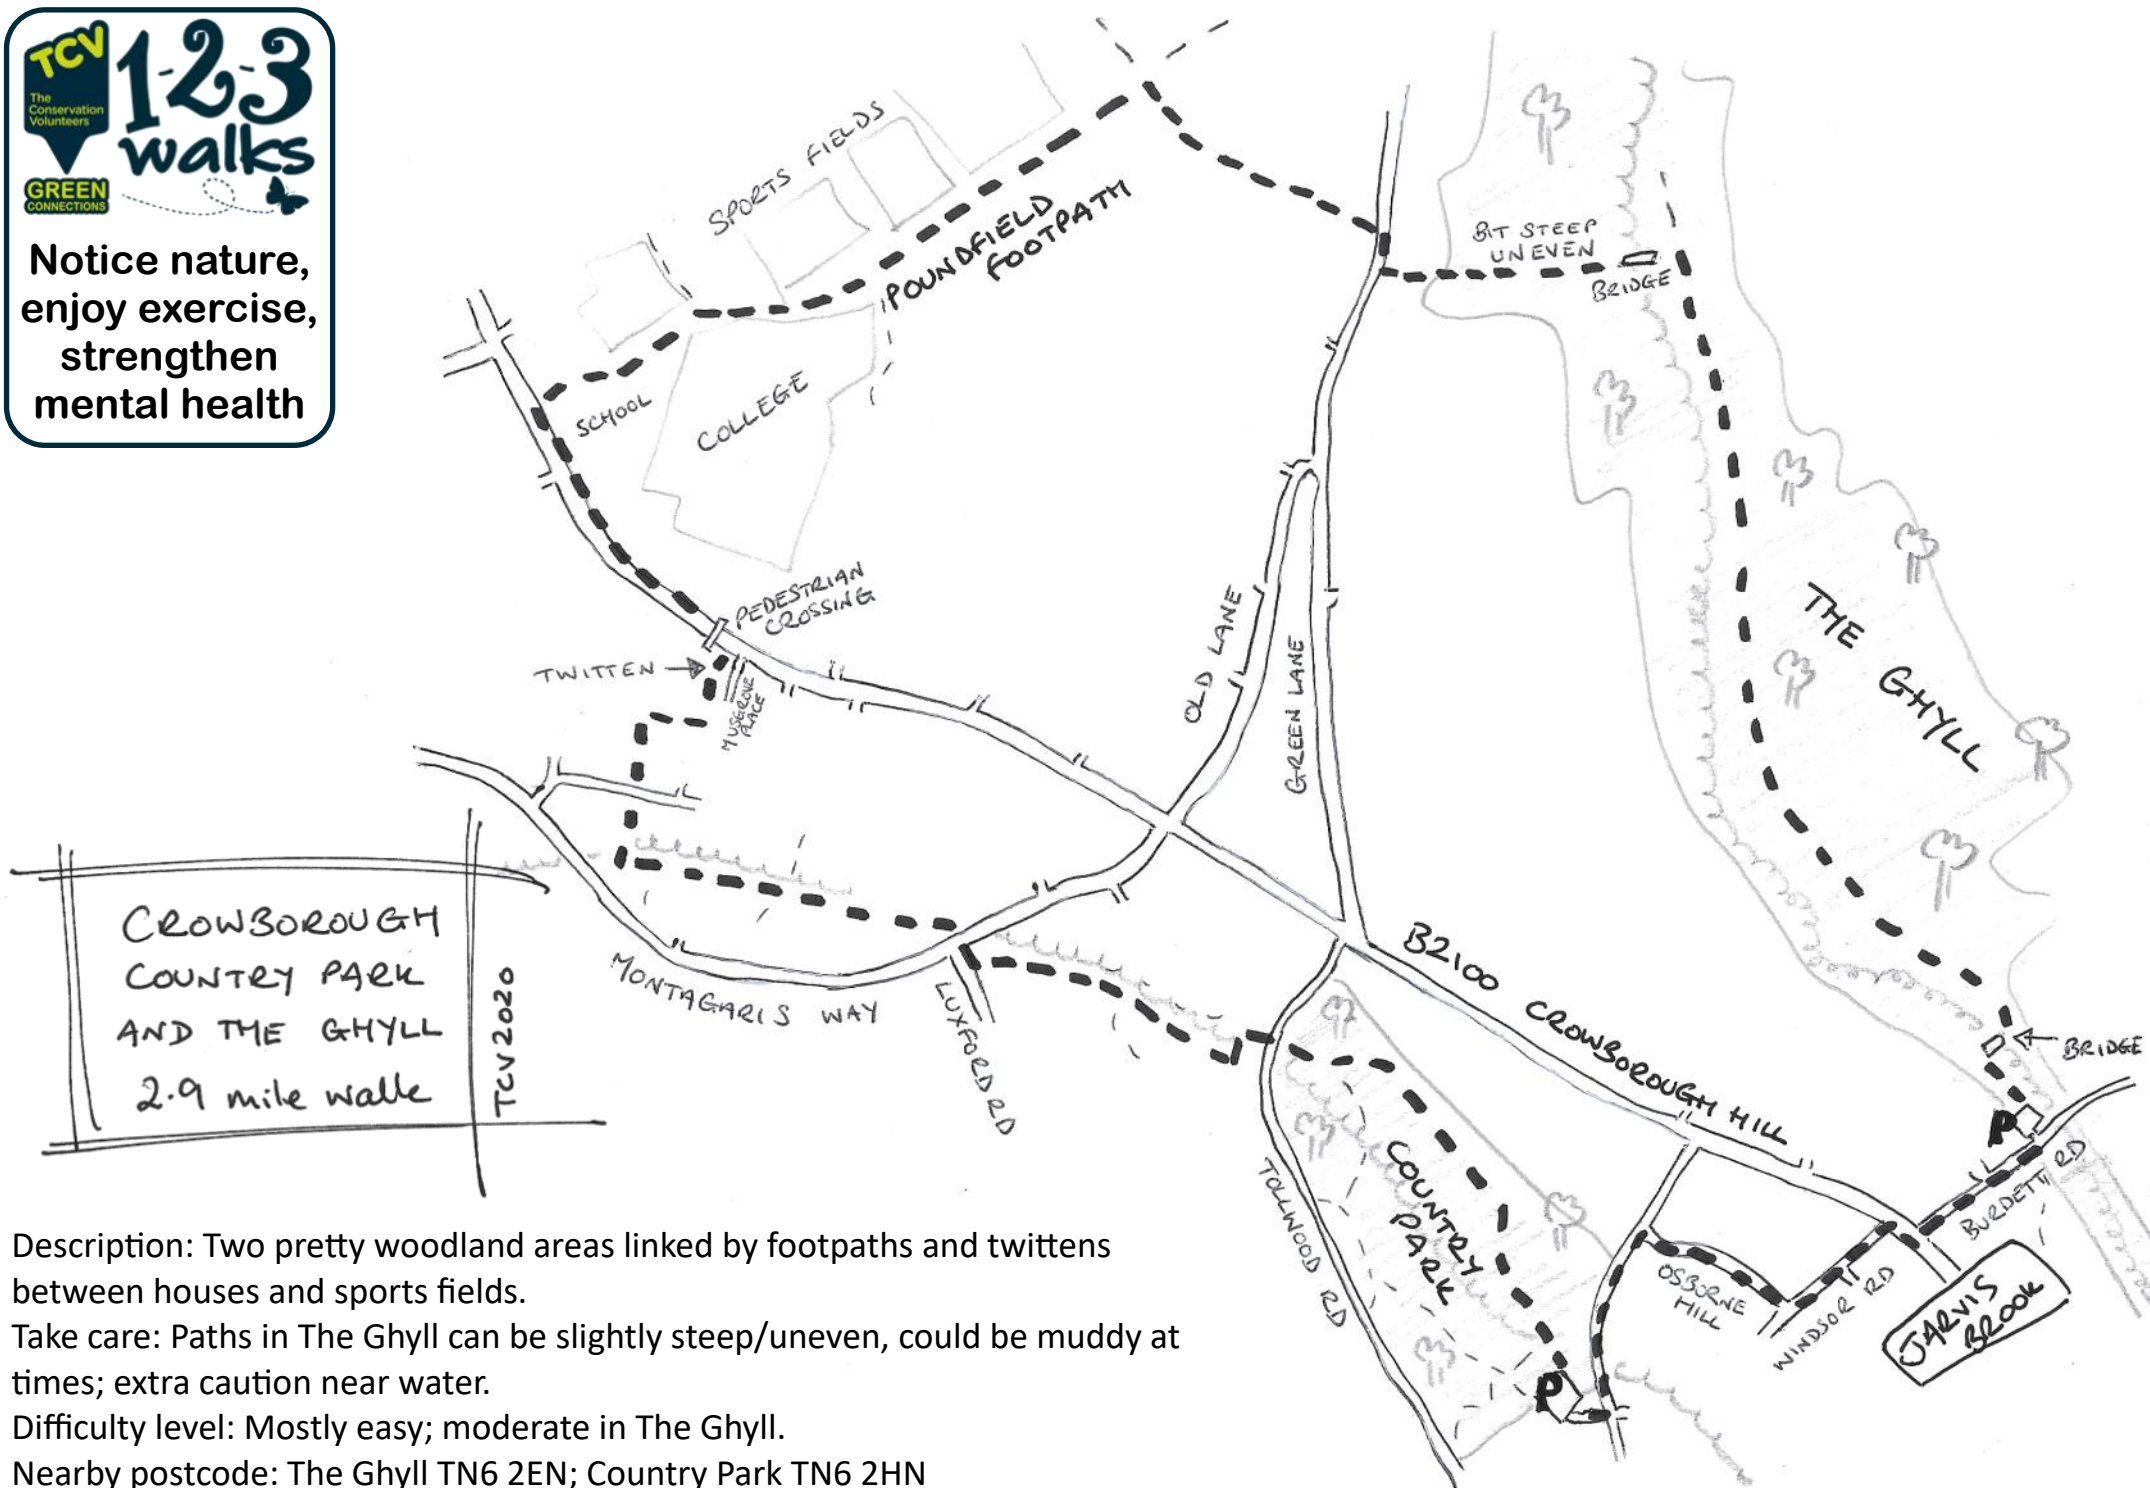 TCV
The
Conservation
Volunteers
GREEN
CONNECTIONS
1-2-3
walks
Notice nature,
enjoy exercise,
strengthen
mental health
SPORTS FIELDS
POUNDFIELD
FOOTPATH
BIT STEEP
UNEVEN
BRIDGE
SCHOOL
COLLEGE
PEDESTRIAN
CROSSING
TWITTEN
MUSGROVE
PLACE
OLD LANE
GREEN LANE
THE GHYLL
MONTAGARIS WAY
LUXFORD RD
B2100 CROWBOROUGH HILL
BRIDGE
P
BURDETT RD
TOLLWOOD RD
COUNTRY
PARK
OSBORNE
HILL
WINDSOR RD
JARVIS
BROOK
P
CROWBOROUGH
COUNTRY PARK
AND THE GHYLL
2.9 mile walk
TCV2020
Description: Two pretty woodland areas linked by footpaths and twittens
between houses and sports fields.
Take care: Paths in The Ghyll can be slightly steep/uneven, could be muddy at
times; extra caution near water.
Difficulty level: Mostly easy; moderate in The Ghyll.
Nearby postcode: The Ghyll TN6 2EN; Country Park TN6 2HN